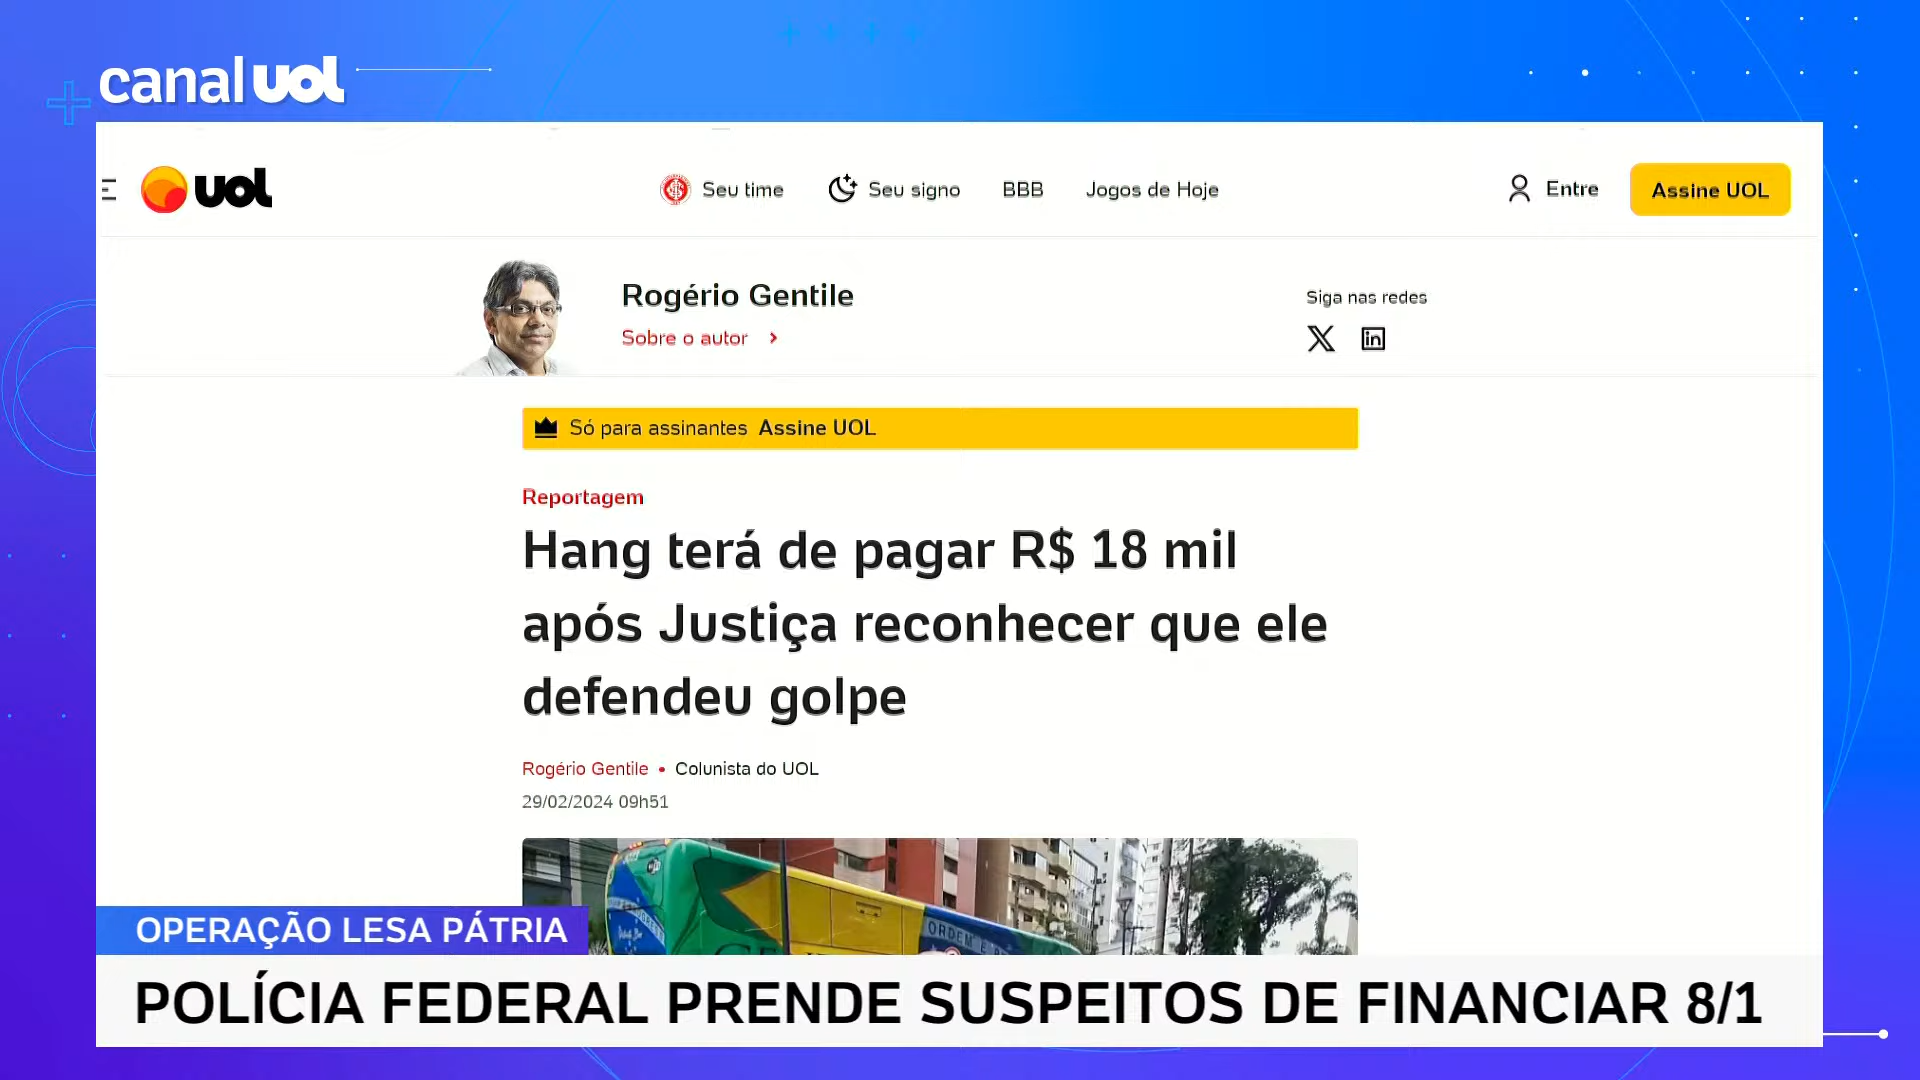 canal uol
uol
Seu time
Seu signo
BBB
Jogos de Hoje
Entre
Assine UOL
Rogério Gentile
Sobre o autor
Siga nas redes
Só para assinantes Assine UOL
Reportagem
Hang terá de pagar R$ 18 mil
após Justiça reconhecer que ele
defendeu golpe
Rogério Gentile • Colunista do UOL
29/02/2024 09h51
ORDEM E
OPERAÇÃO LESA PÁTRIA
POLÍCIA FEDERAL PRENDE SUSPEITOS DE FINANCIAR 8/1